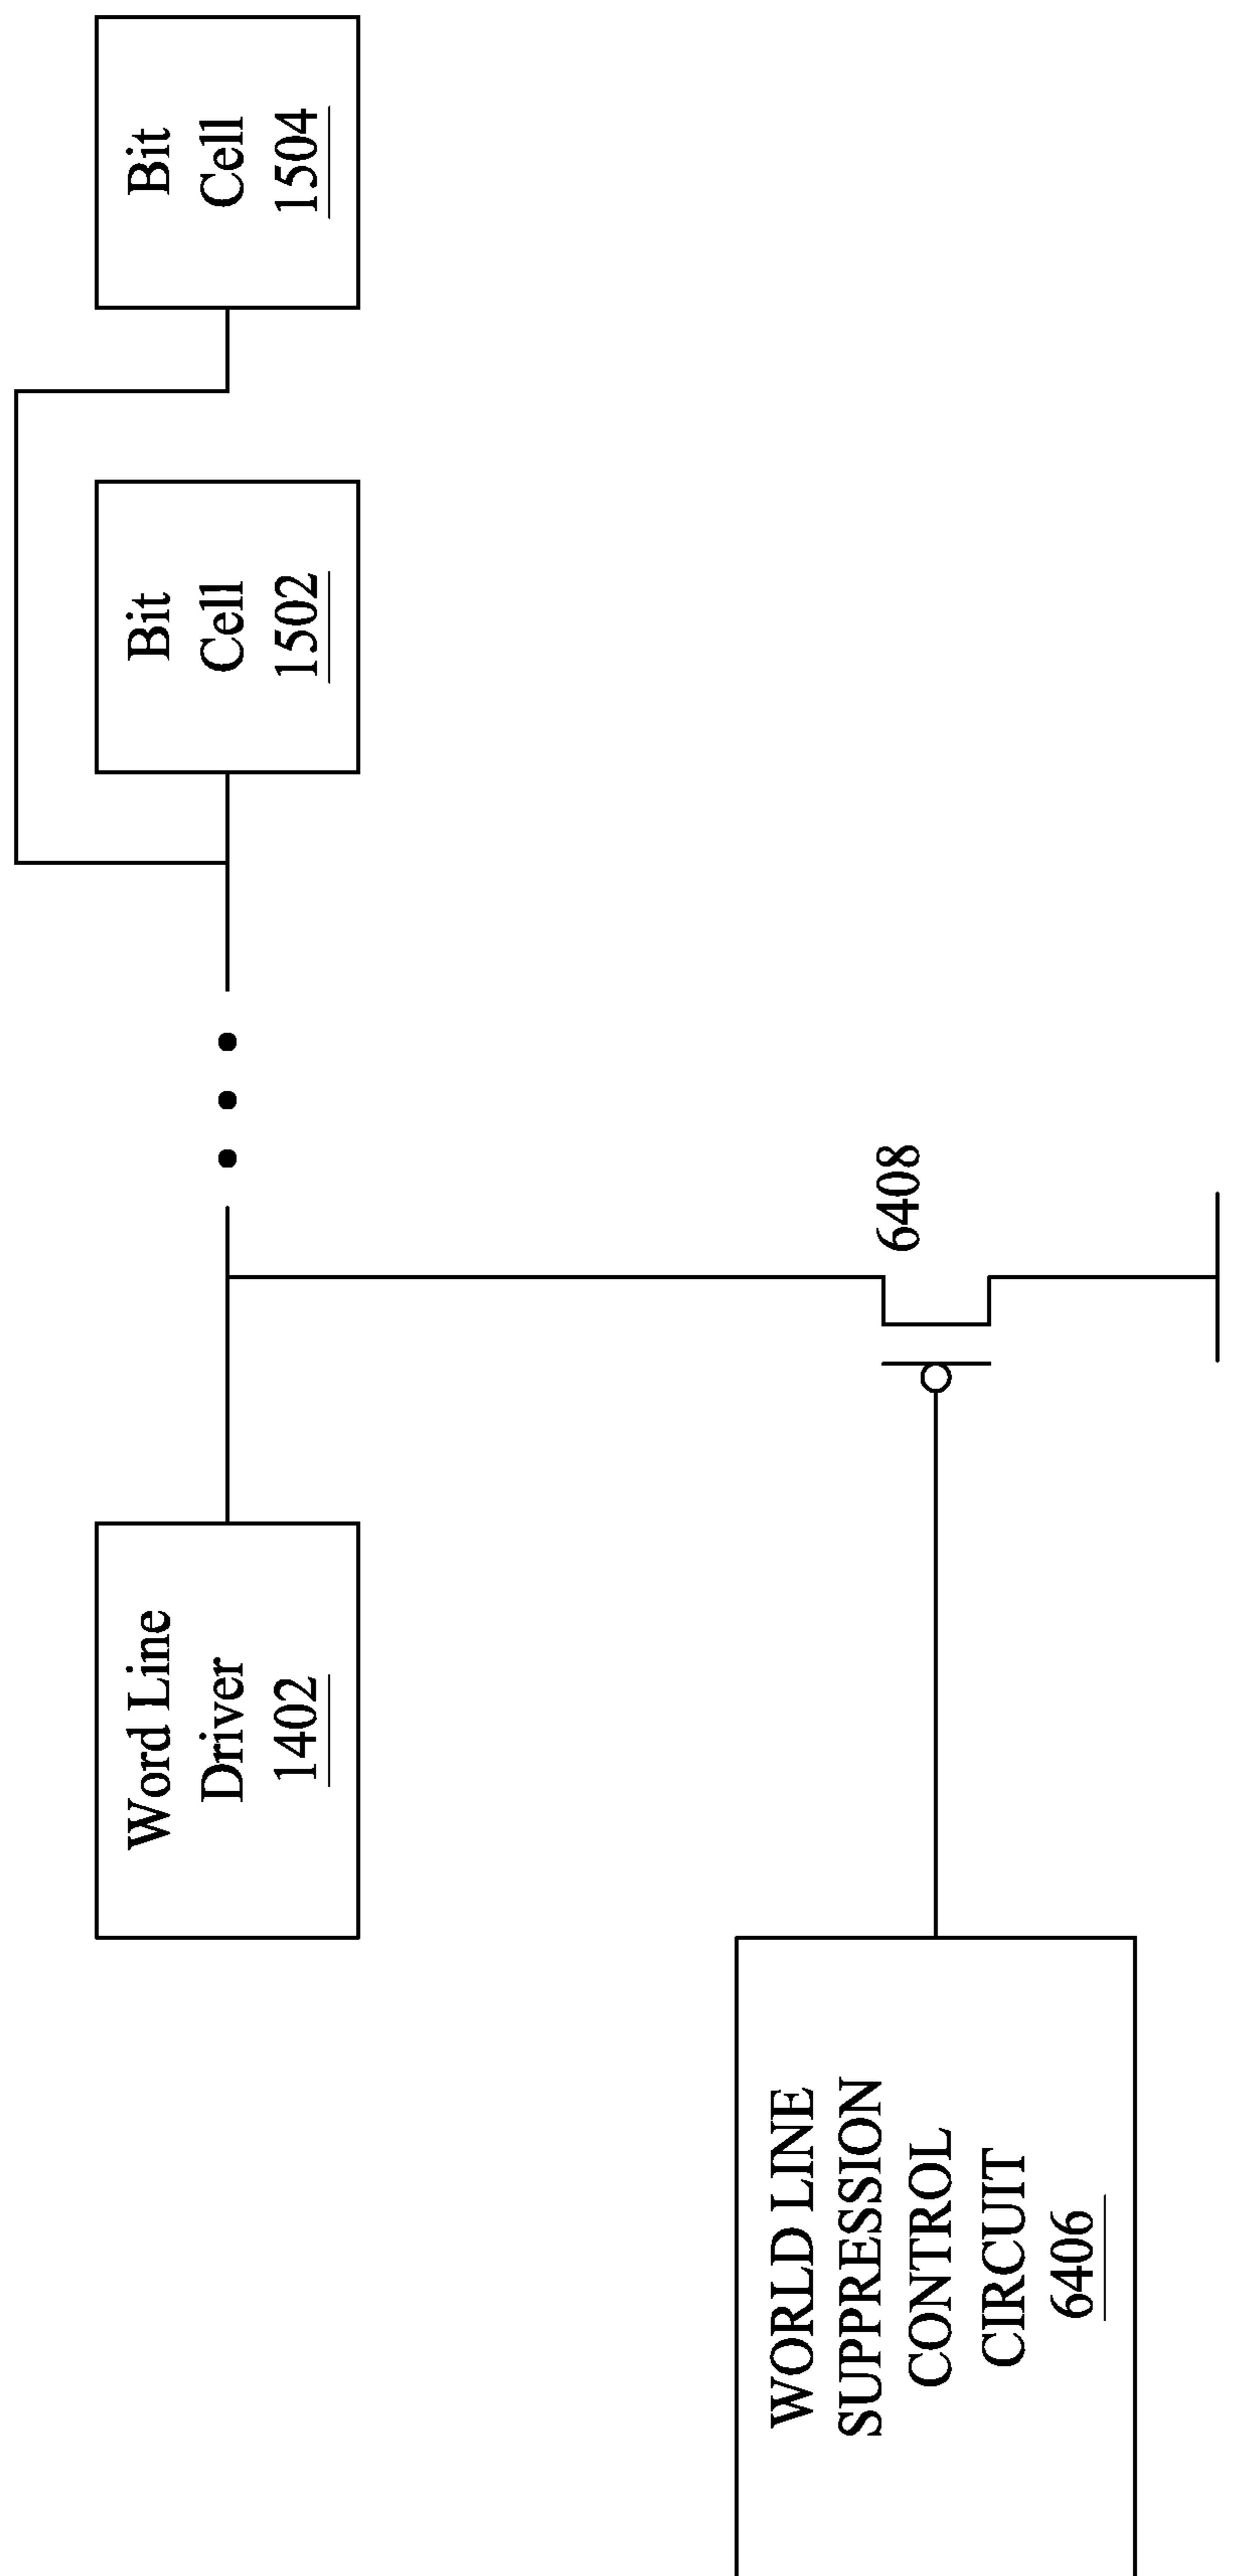 Word Line
Driver
1402
Bit
Cell
1502
Bit
Cell
1504
6408
WORLD LINE
SUPPRESSION
CONTROL
CIRCUIT
6406